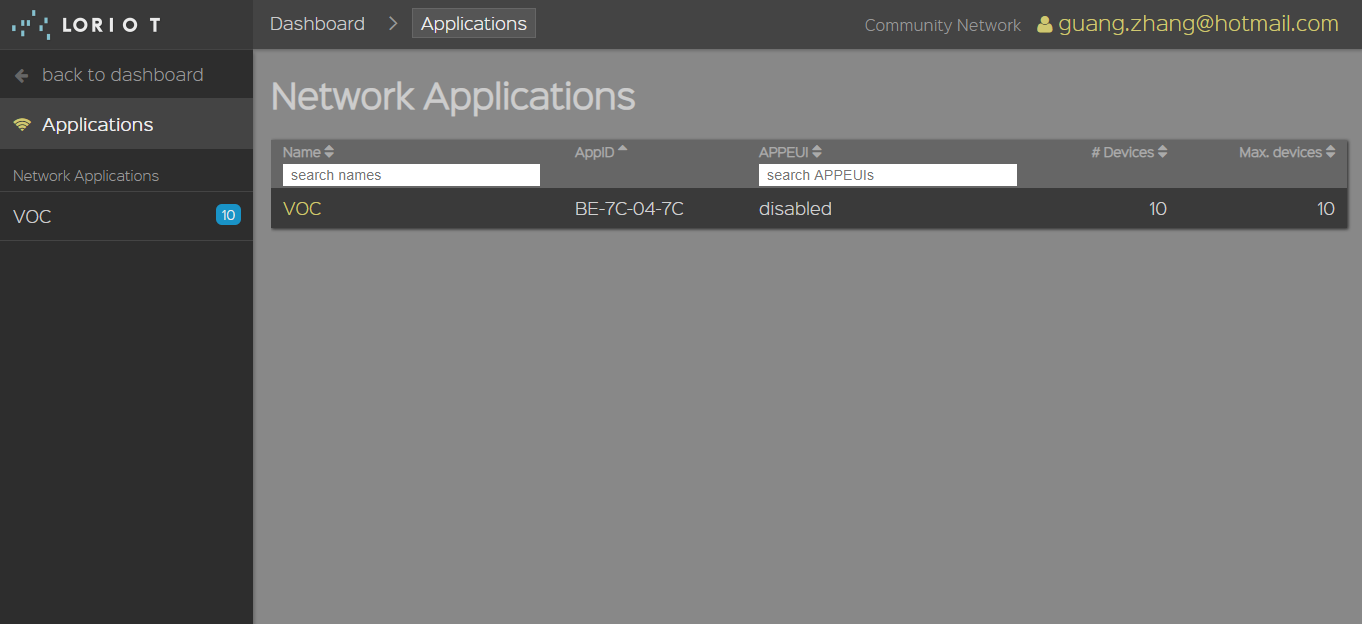 LORIOT
Dashboard
Applications
Community Network
guang.zhang@hotmail.com
back to dashboard
Applications
Network Applications
VOC 10
Network Applications
Name AppID APPEUI # Devices Max. devices
search names search APPEUIs
VOC BE-7C-04-7C disabled 10 10